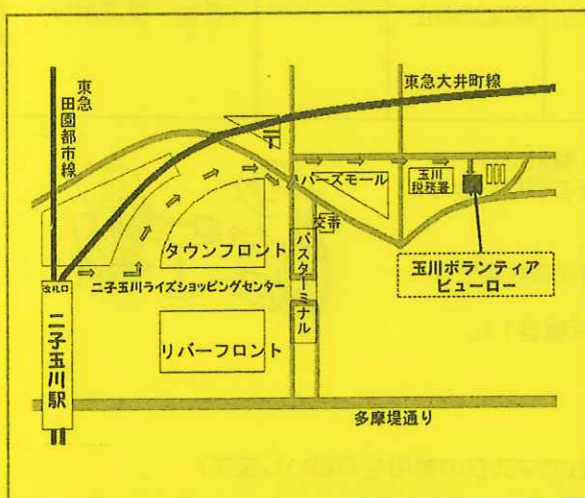 東急
田園都市線
東急大井町線
〒
バーズモール
玉川
税務署
交番
タウンフロント
バスターミナル
玉川ボランティア
ビューロー
改札口
二子玉川ライズショッピングセンター
二子玉川駅
リバーフロント
多摩堤通り